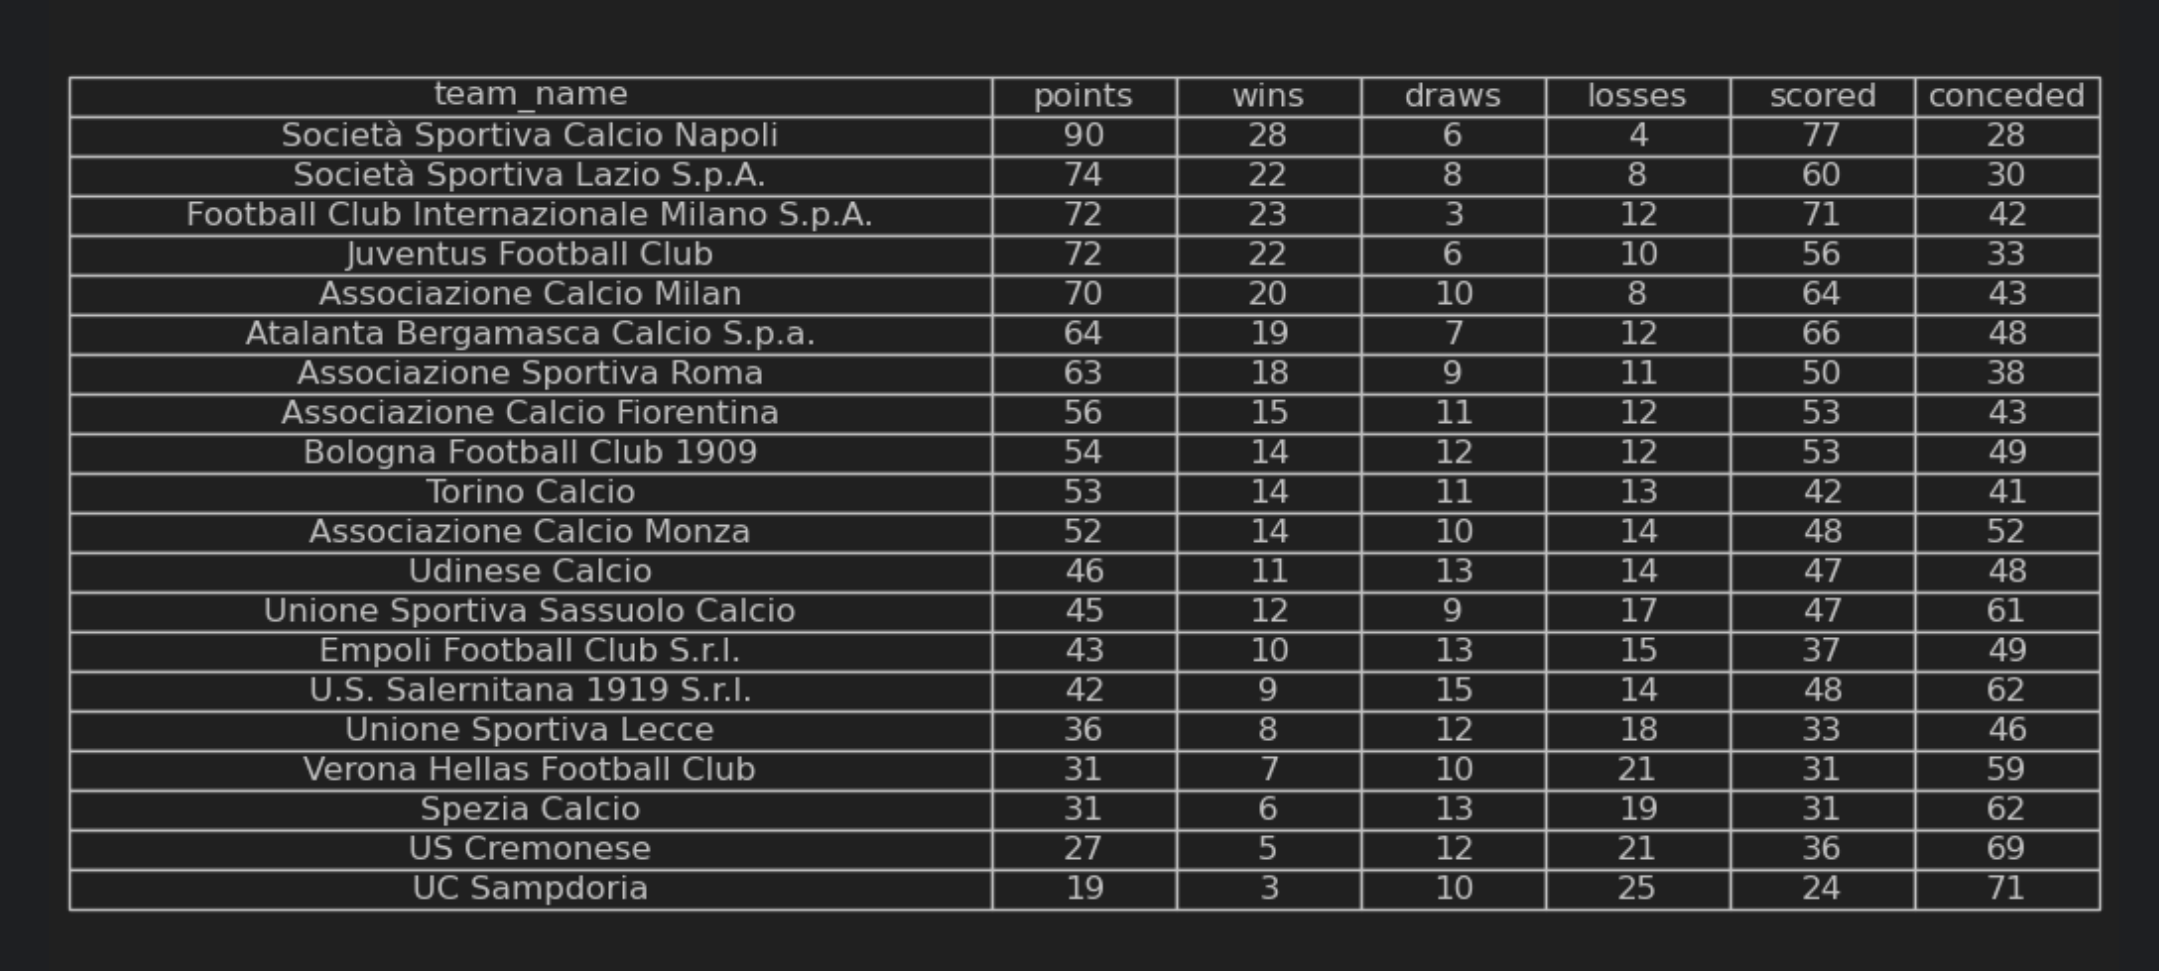 team_name points wins draws losses scored conceded
Società Sportiva Calcio Napoli 90 28 6 4 77 28
Società Sportiva Lazio S.p.A. 74 22 8 8 60 30
Football Club Internazionale Milano S.p.A. 72 23 3 12 71 42
Juventus Football Club 72 22 6 10 56 33
Associazione Calcio Milan 70 20 10 8 64 43
Atalanta Bergamasca Calcio S.p.a. 64 19 7 12 66 48
Associazione Sportiva Roma 63 18 9 11 50 38
Associazione Calcio Fiorentina 56 15 11 12 53 43
Bologna Football Club 1909 54 14 12 12 53 49
Torino Calcio 53 14 11 13 42 41
Associazione Calcio Monza 52 14 10 14 48 52
Udinese Calcio 46 11 13 14 47 48
Unione Sportiva Sassuolo Calcio 45 12 9 17 47 61
Empoli Football Club S.r.l. 43 10 13 15 37 49
U.S. Salernitana 1919 S.r.l. 42 9 15 14 48 62
Unione Sportiva Lecce 36 8 12 18 33 46
Verona Hellas Football Club 31 7 10 21 31 59
Spezia Calcio 31 6 13 19 31 62
US Cremonese 27 5 12 21 36 69
UC Sampdoria 19 3 10 25 24 71